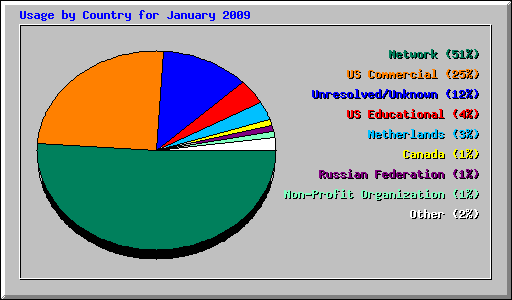 Usage by Country for January 2009
Network (51%)
US Commercial (25%)
Unresolved/Unknown (12%)
US Educational (4%)
Netherlands (3%)
Canada (1%)
Russian Federation (1%)
Non-Profit Organization (1%)
Other (2%)